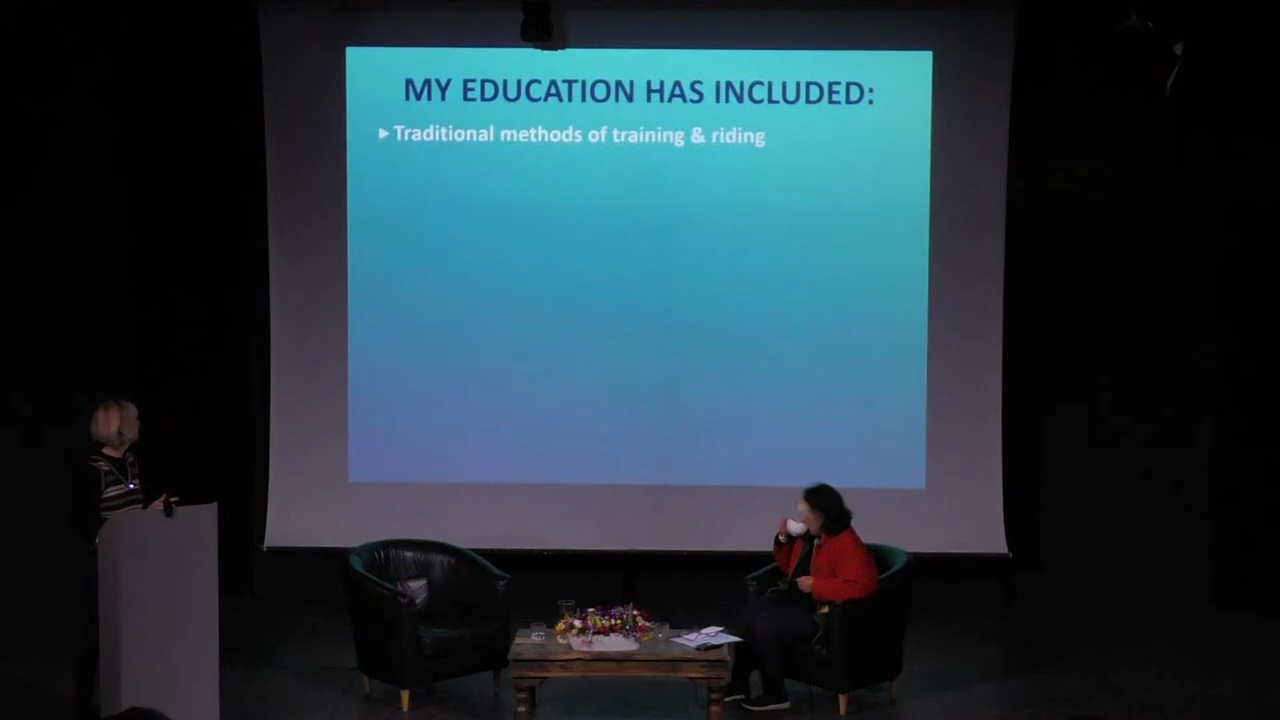 MY EDUCATION HAS INCLUDED:
▸Traditional methods of training & riding